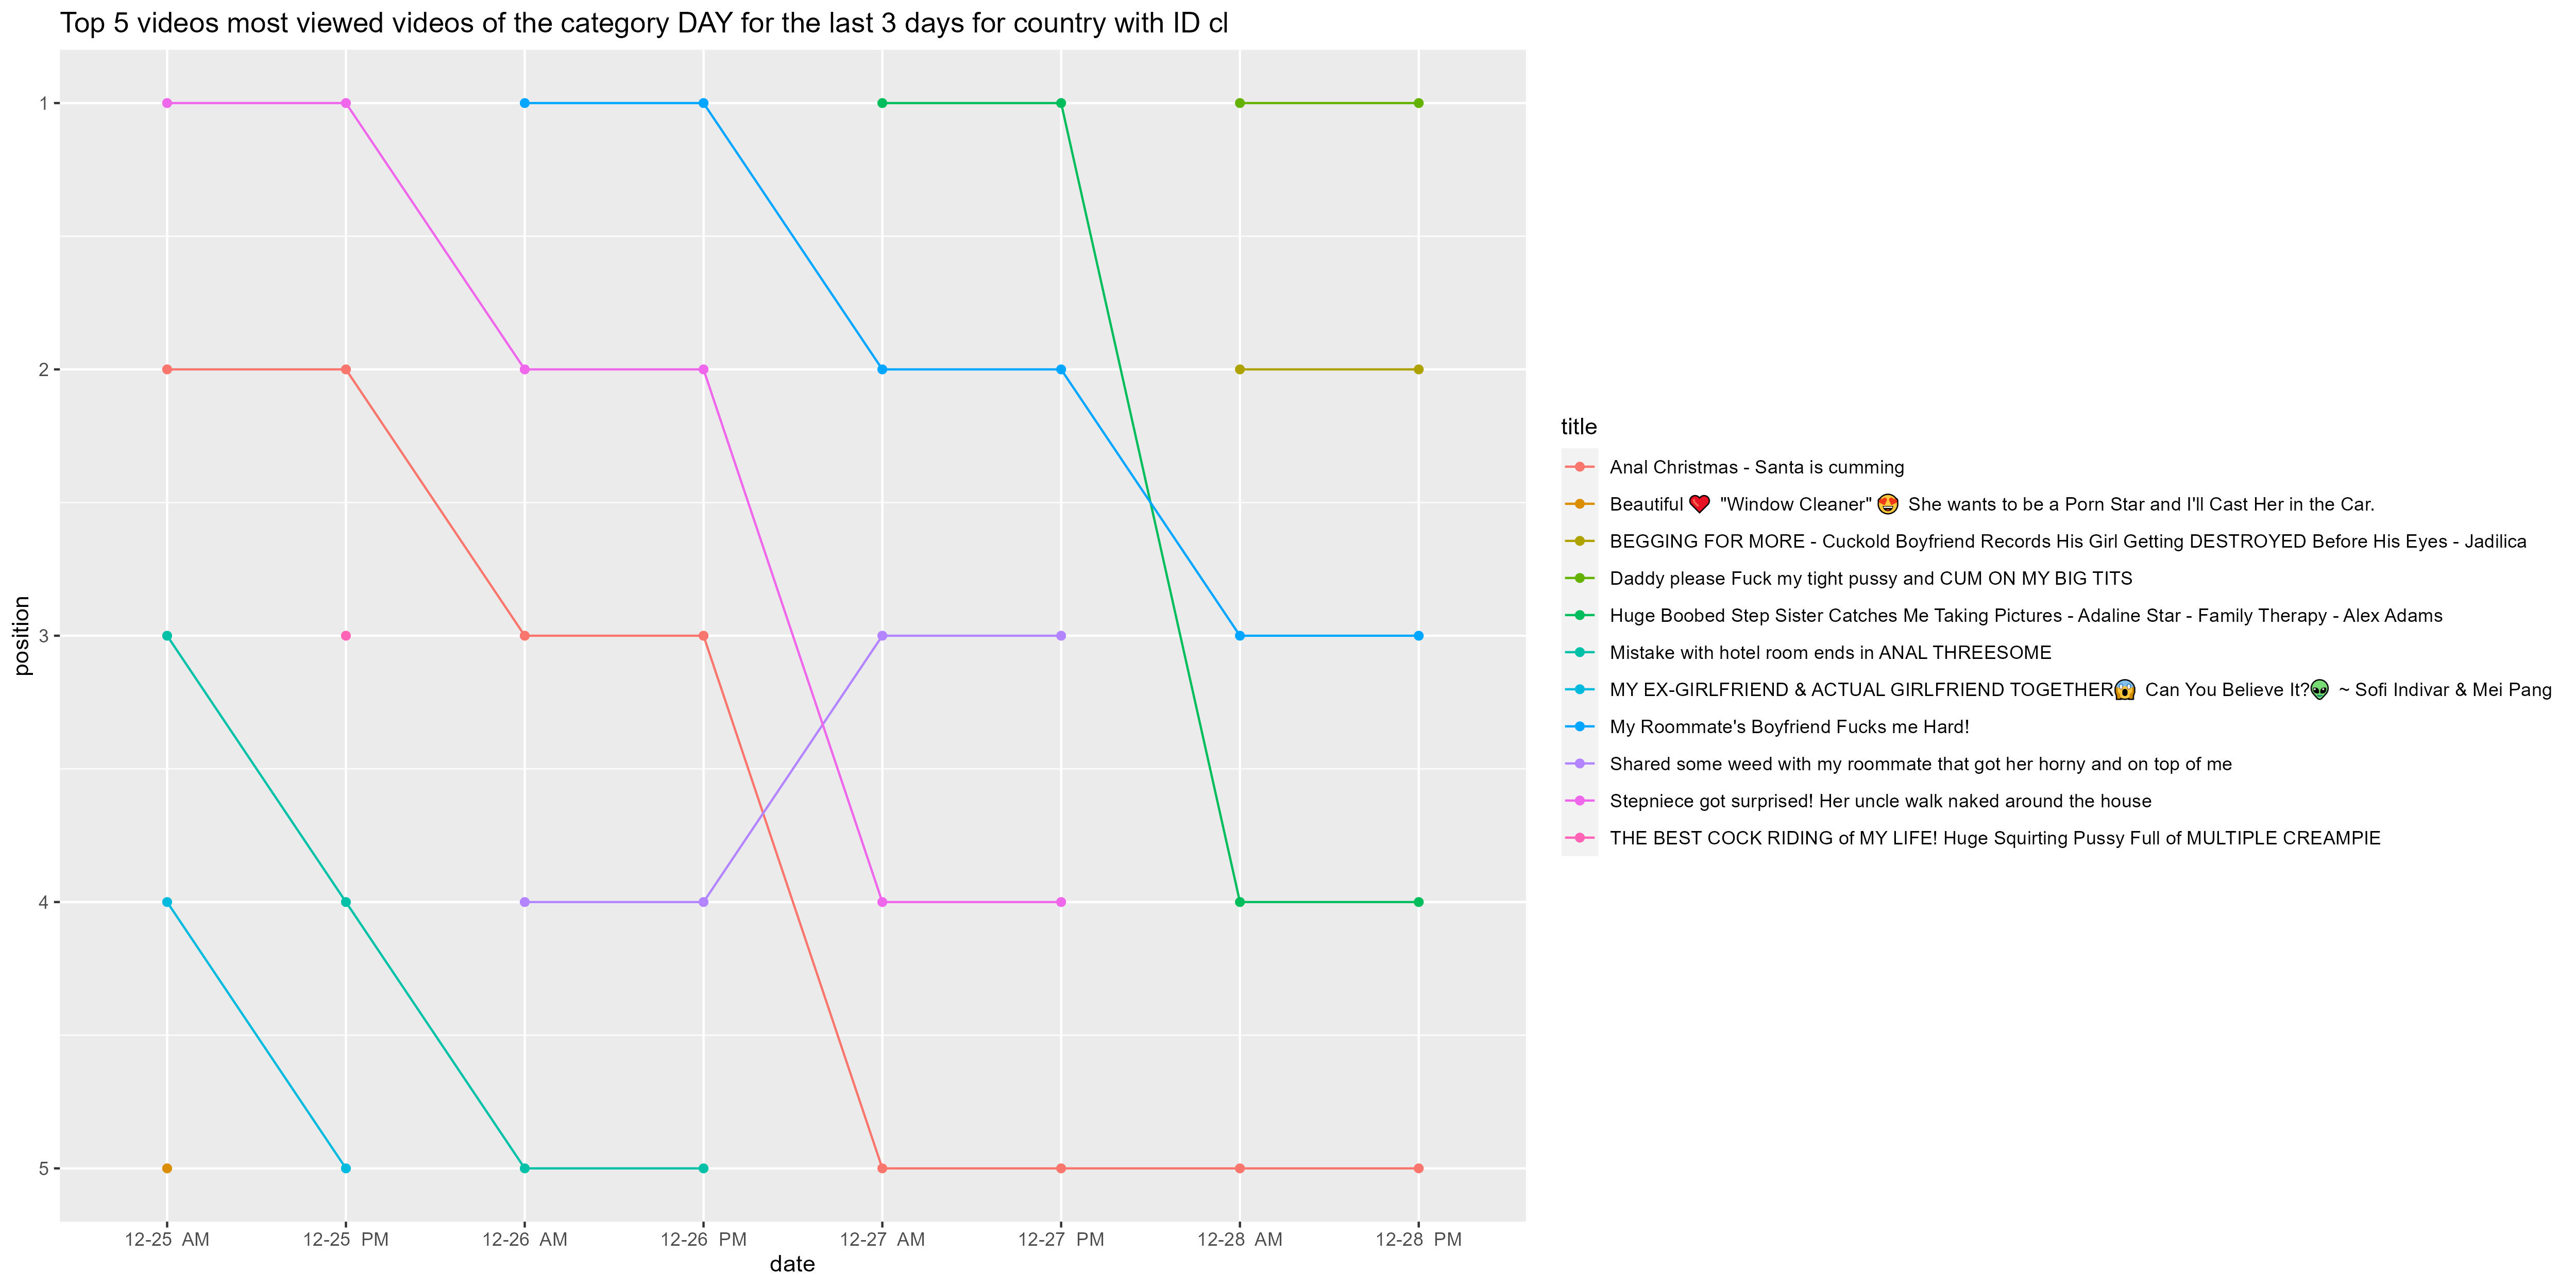 Top 5 videos most viewed videos of the category DAY for the last 3 days for country with ID cl
position
1
2
3
4
5
12-25 AM
12-25 PM
12-26 AM
12-26 PM
12-27 AM
12-27 PM
12-28 AM
12-28 PM
date
title
Anal Christmas - Santa is cumming
Beautiful ❤️ "Window Cleaner" 😍 She wants to be a Porn Star and I'll Cast Her in the Car.
BEGGING FOR MORE - Cuckold Boyfriend Records His Girl Getting DESTROYED Before His Eyes - Jadilica
Daddy please Fuck my tight pussy and CUM ON MY BIG TITS
Huge Boobed Step Sister Catches Me Taking Pictures - Adaline Star - Family Therapy - Alex Adams
Mistake with hotel room ends in ANAL THREESOME
MY EX-GIRLFRIEND & ACTUAL GIRLFRIEND TOGETHER😱 Can You Believe It?👽 ~ Sofi Indivar & Mei Pang
My Roommate's Boyfriend Fucks me Hard!
Shared some weed with my roommate that got her horny and on top of me
Stepniece got surprised! Her uncle walk naked around the house
THE BEST COCK RIDING of MY LIFE! Huge Squirting Pussy Full of MULTIPLE CREAMPIE